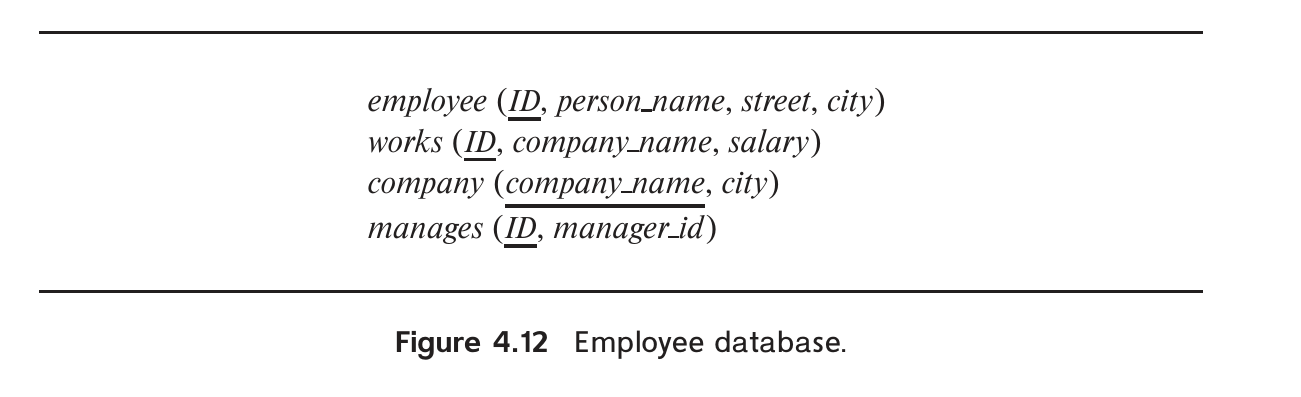 employee (ID, person_name, street, city)
works (ID, company_name, salary)
company (company_name, city)
manages (ID, manager_id)
Figure 4.12 Employee database.